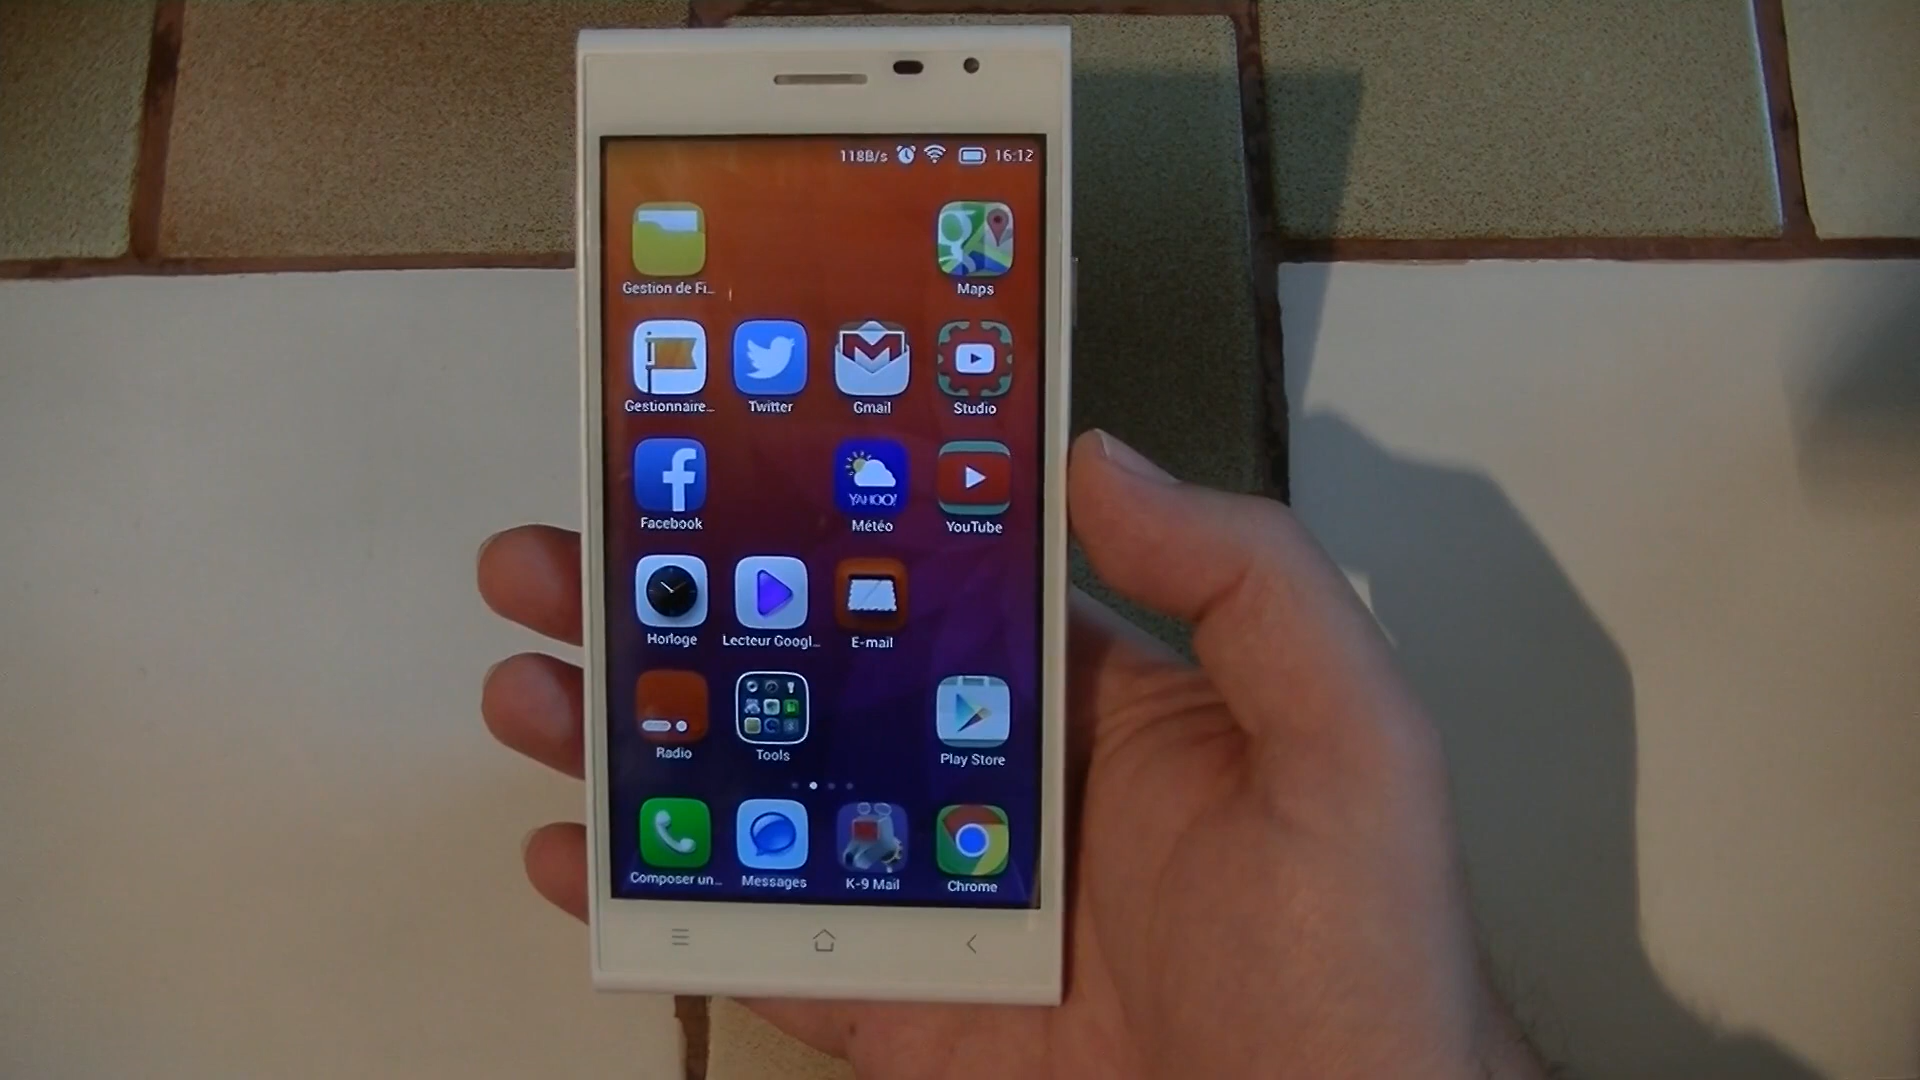 118B/s 16:12
Gestion de Fi...
Maps
Gestionnaire...
Twitter
Gmail
Studio
Facebook
YAHOO!
Météo
YouTube
Horloge
Lecteur Googl...
E-mail
Radio
Tools
Play Store
Composer un...
Messages
K-9 Mail
Chrome